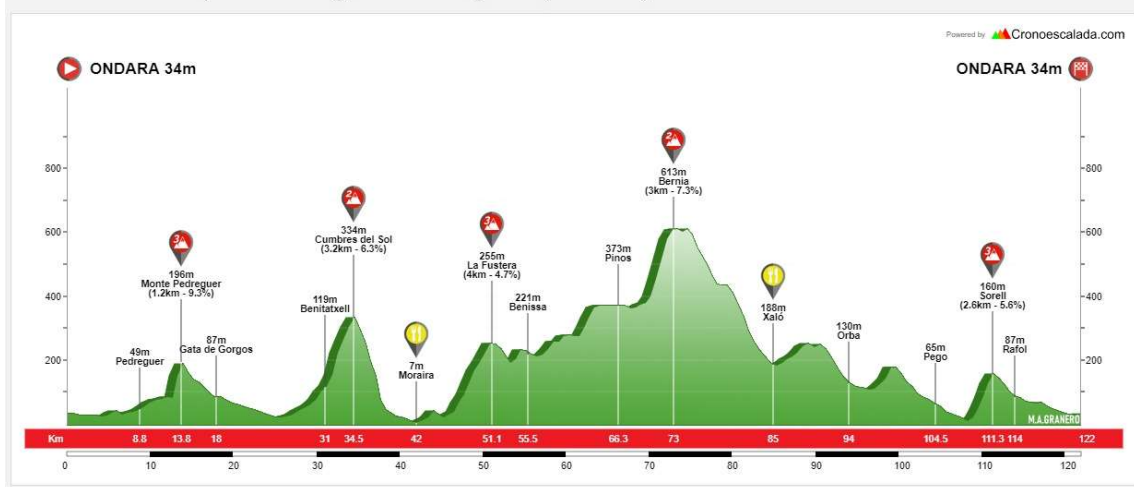 Powered by Cronoescalada.com
ONDARA 34m
ONDARA 34m
800
600
400
200
800
600
400
200
49m
Pedreguer
3
196m
Monte Pedreguer
(1.2km - 9.3%)
87m
Gata de Gorgos
119m
Benitatxell
2
334m
Cumbres del Sol
(3.2km - 6.3%)
7m
Moraira
3
255m
La Fustera
(4km - 4.7%)
221m
Benissa
373m
Pinos
2
613m
Bernia
(3km - 7.3%)
188m
Xaló
130m
Orba
65m
Pego
3
160m
Sorell
(2.6km - 5.6%)
87m
Rafol
M.A.GRANERO
Km 8.8 13.8 18 31 34.5 42 51.1 55.5 66.3 73 85 94 104.5 111.3 114 122
0 10 20 30 40 50 60 70 80 90 100 110 120